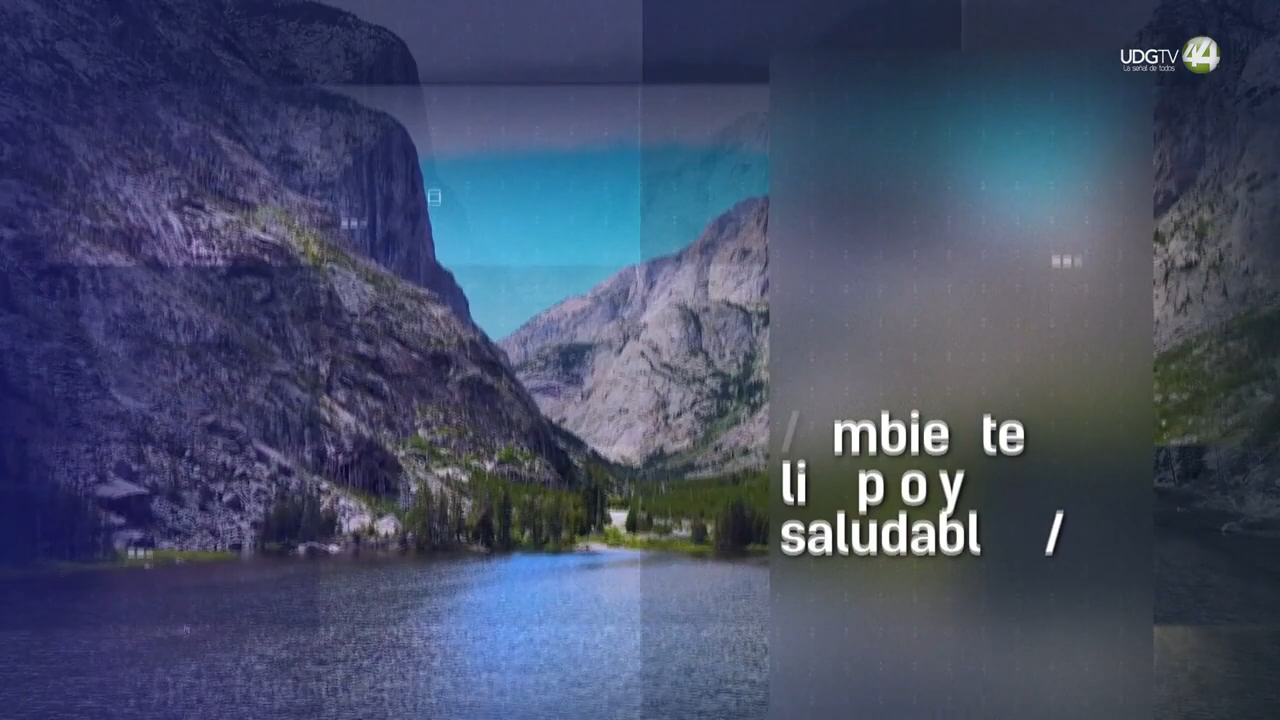 UDGTV 44
La señal de todos
/ mbie te
li p o y
saludabl /